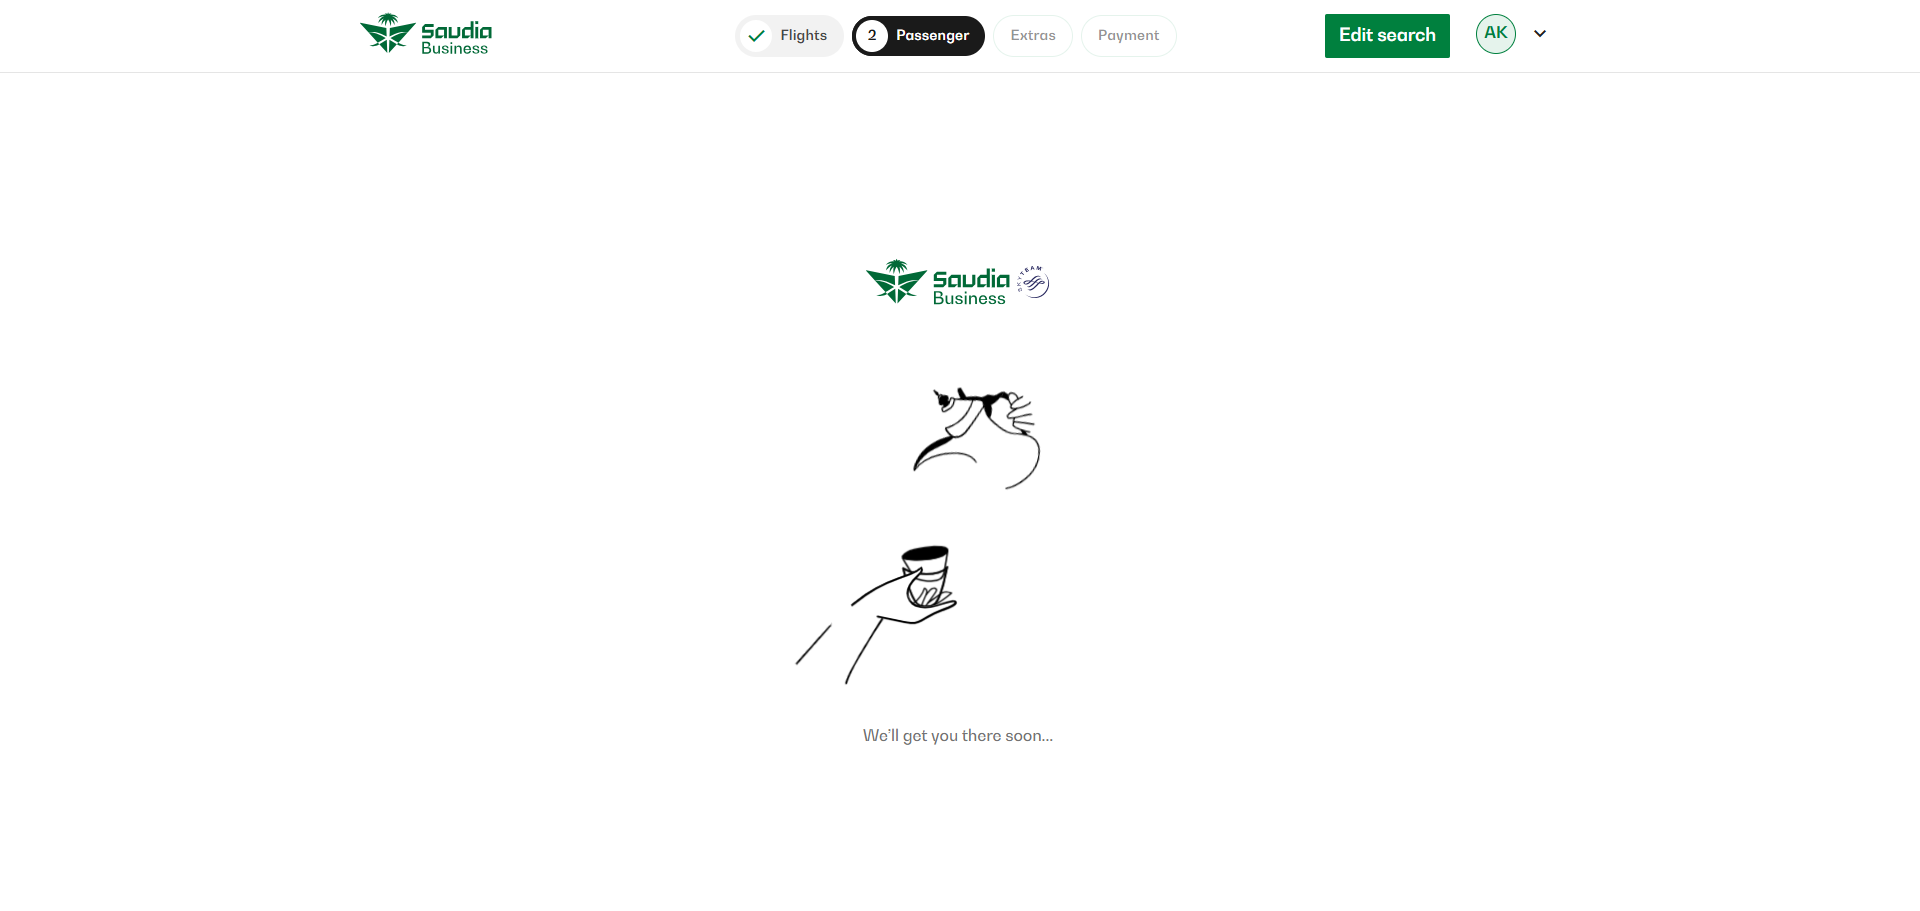 Saudia
Business
Flights
2 Passenger
Extras
Payment
Edit search
AK
Saudia
Business
SKYTEAM
We'll get you there soon...